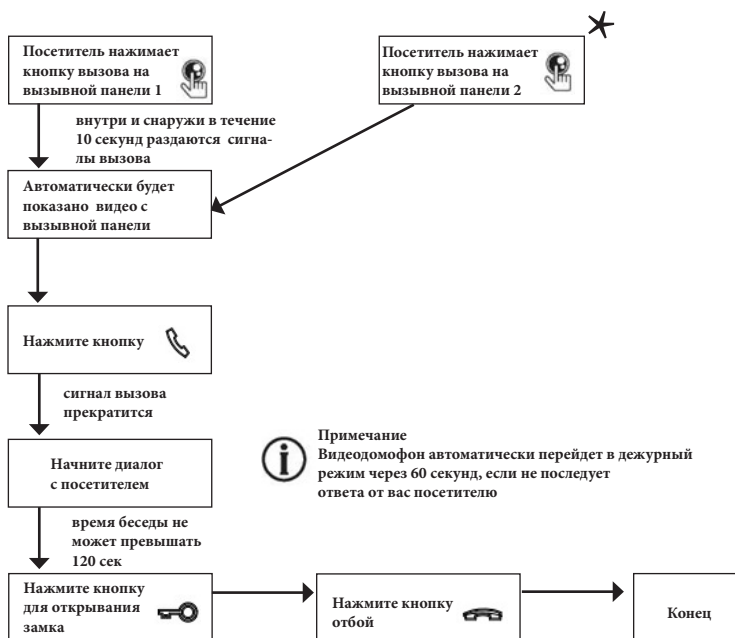 Посетитель нажимает
кнопку вызова на
вызывной панели 1
Посетитель нажимает
кнопку вызова на
вызывной панели 2
внутри и снаружи в течение
10 секунд раздаются сигна-
лы вызова
Автоматически будет
показано видео с
вызывной панели
Нажмите кнопку
сигнал вызова
прекратится
Начните диалог
с посетителем
Примечание
Видеодомофон автоматически перейдет в дежурный
режим через 60 секунд, если не последует
ответа от вас посетителю
время беседы не
может превышать
120 сек
Нажмите кнопку
для открывания
замка
Нажмите кнопку
отбой
Конец